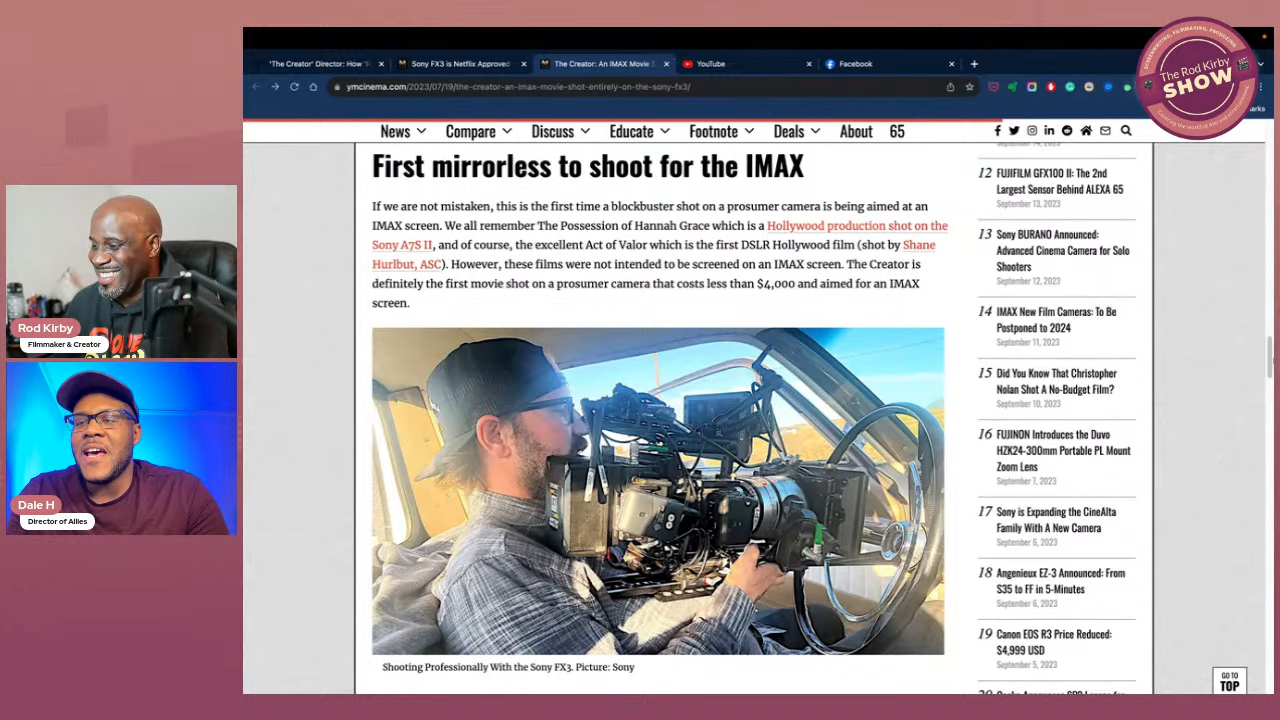 'The Creator' Director: How 'F
Sony FX3 is Netflix Approved
The Creator: An IMAX Movie S
YouTube
Facebook
ymcinema.com/2023/07/19/the-creator-an-imax-movie-shot-entirely-on-the-sony-fx3/
SCREENWRITING, FILMMAKING, PRODUCING
The Rod Kirby
SHOW
Covering the world of film and
News
Compare
Discuss
Educate
Footnote
Deals
About
65
First mirrorless to shoot for the IMAX
If we are not mistaken, this is the first time a blockbuster shot on a prosumer camera is being aimed at an
IMAX screen. We all remember The Possession of Hannah Grace which is a Hollywood production shot on the
Sony A7S II, and of course, the excellent Act of Valor which is the first DSLR Hollywood film (shot by Shane
Hurlbut, ASC). However, these films were not intended to be screened on an IMAX screen. The Creator is
definitely the first movie shot on a prosumer camera that costs less than $4,000 and aimed for an IMAX
screen.
Shooting Professionally With the Sony FX3. Picture: Sony
September 14, 2023
12 FUJIFILM GFX100 II: The 2nd
Largest Sensor Behind ALEXA 65
September 13, 2023
13 Sony BURANO Announced:
Advanced Cinema Camera for Solo
Shooters
September 12, 2023
14 IMAX New Film Cameras: To Be
Postponed to 2024
September 11, 2023
15 Did You Know That Christopher
Nolan Shot A No-Budget Film?
September 10, 2023
16 FUJINON Introduces the Duvo
HZK24-300mm Portable PL Mount
Zoom Lens
September 7, 2023
17 Sony is Expanding the CineAlta
Family With A New Camera
September 6, 2023
18 Angenieux EZ-3 Announced: From
S35 to FF in 5-Minutes
September 6, 2023
19 Canon EOS R3 Price Reduced:
$4,999 USD
September 5, 2023
GO TO
TOP
Rod Kirby
Filmmaker & Creator
Dale H
Director of Allies